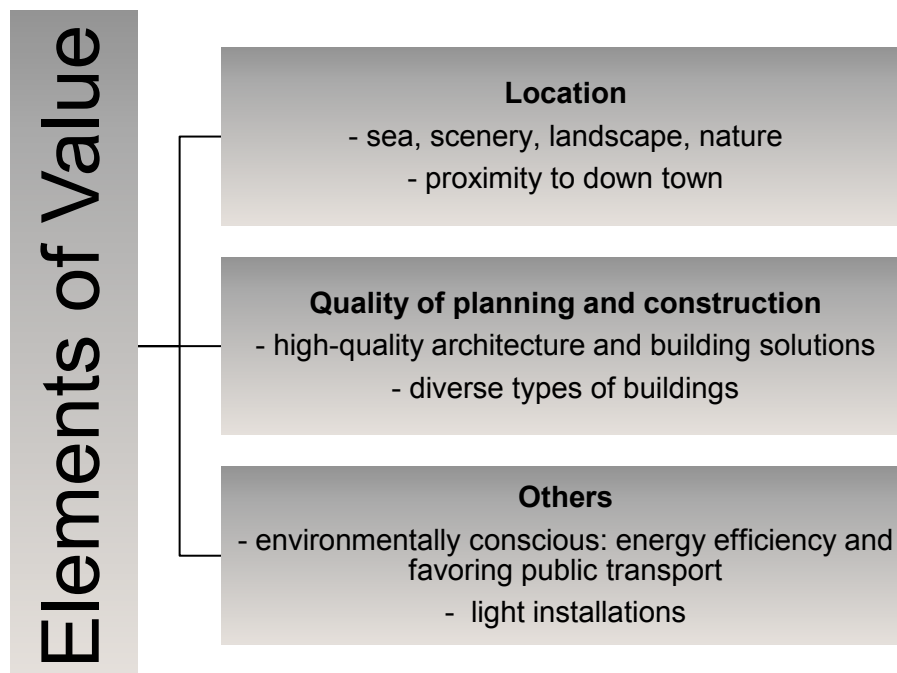 Elements of Value
Location
- sea, scenery, landscape, nature
- proximity to down town
Quality of planning and construction
- high-quality architecture and building solutions
- diverse types of buildings
Others
- environmentally conscious: energy efficiency and
favoring public transport
- light installations